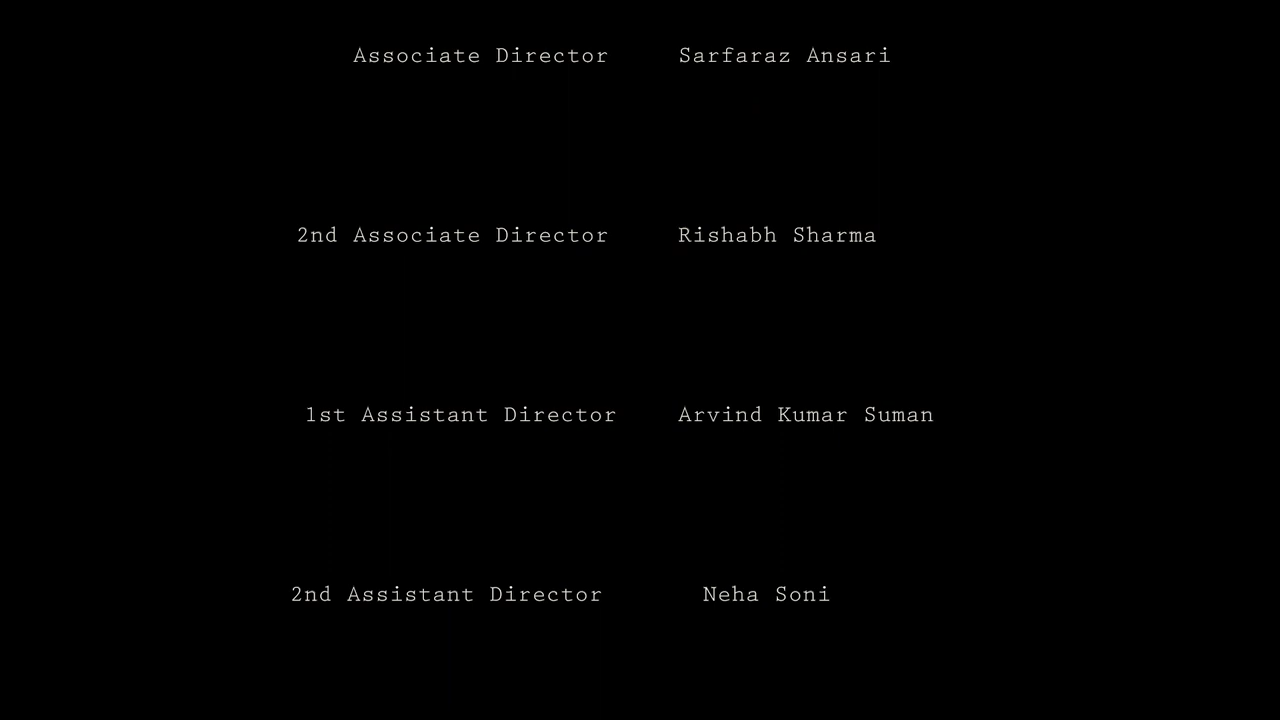 Associate Director Sarfaraz Ansari
2nd Associate Director Rishabh Sharma
1st Assistant Director Arvind Kumar Suman
2nd Assistant Director Neha Soni